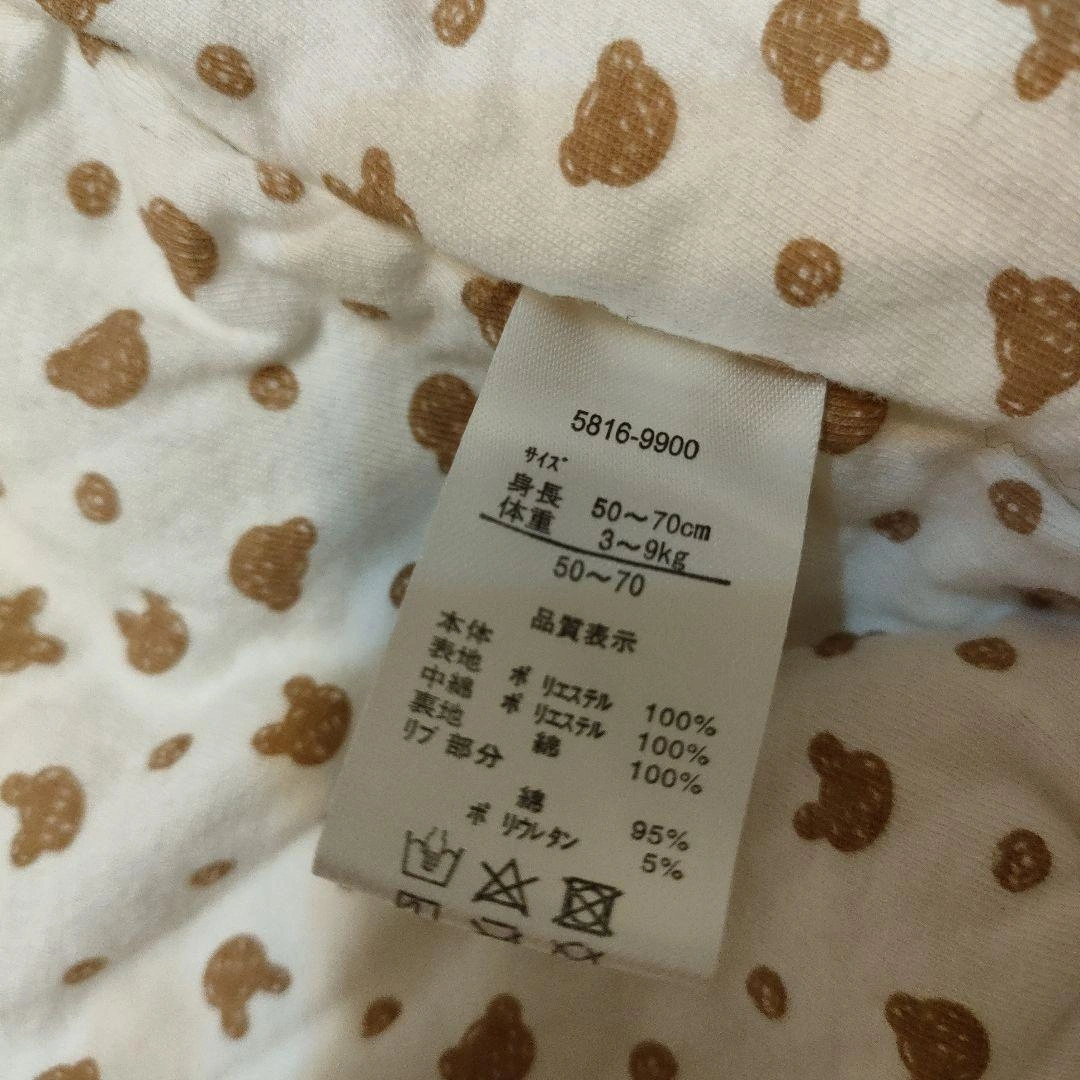 5816-9900
サイズ
身長 50～70cm
体重 3～9kg
50～70
品質表示
本体
表地 ポリエステル 100%
中綿 ポリエステル 100%
裏地 綿 100%
リブ部分
綿 95%
ポリウレタン 5%